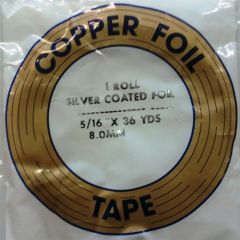 COPPER FOIL
1 ROLL
SILVER COATED FOIL
5/16" X 36 YDS
8.0MM
TAPE